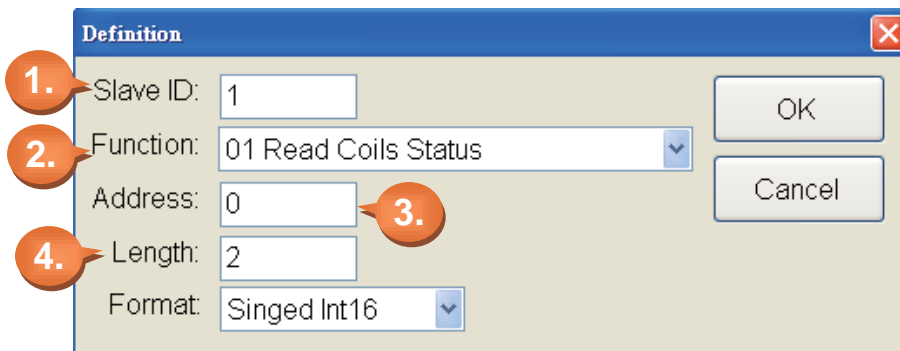 Definition
1. Slave ID: 1
OK
2. Function: 01 Read Coils Status
Cancel
Address: 0 3.
4. Length: 2
Format: Singed Int16